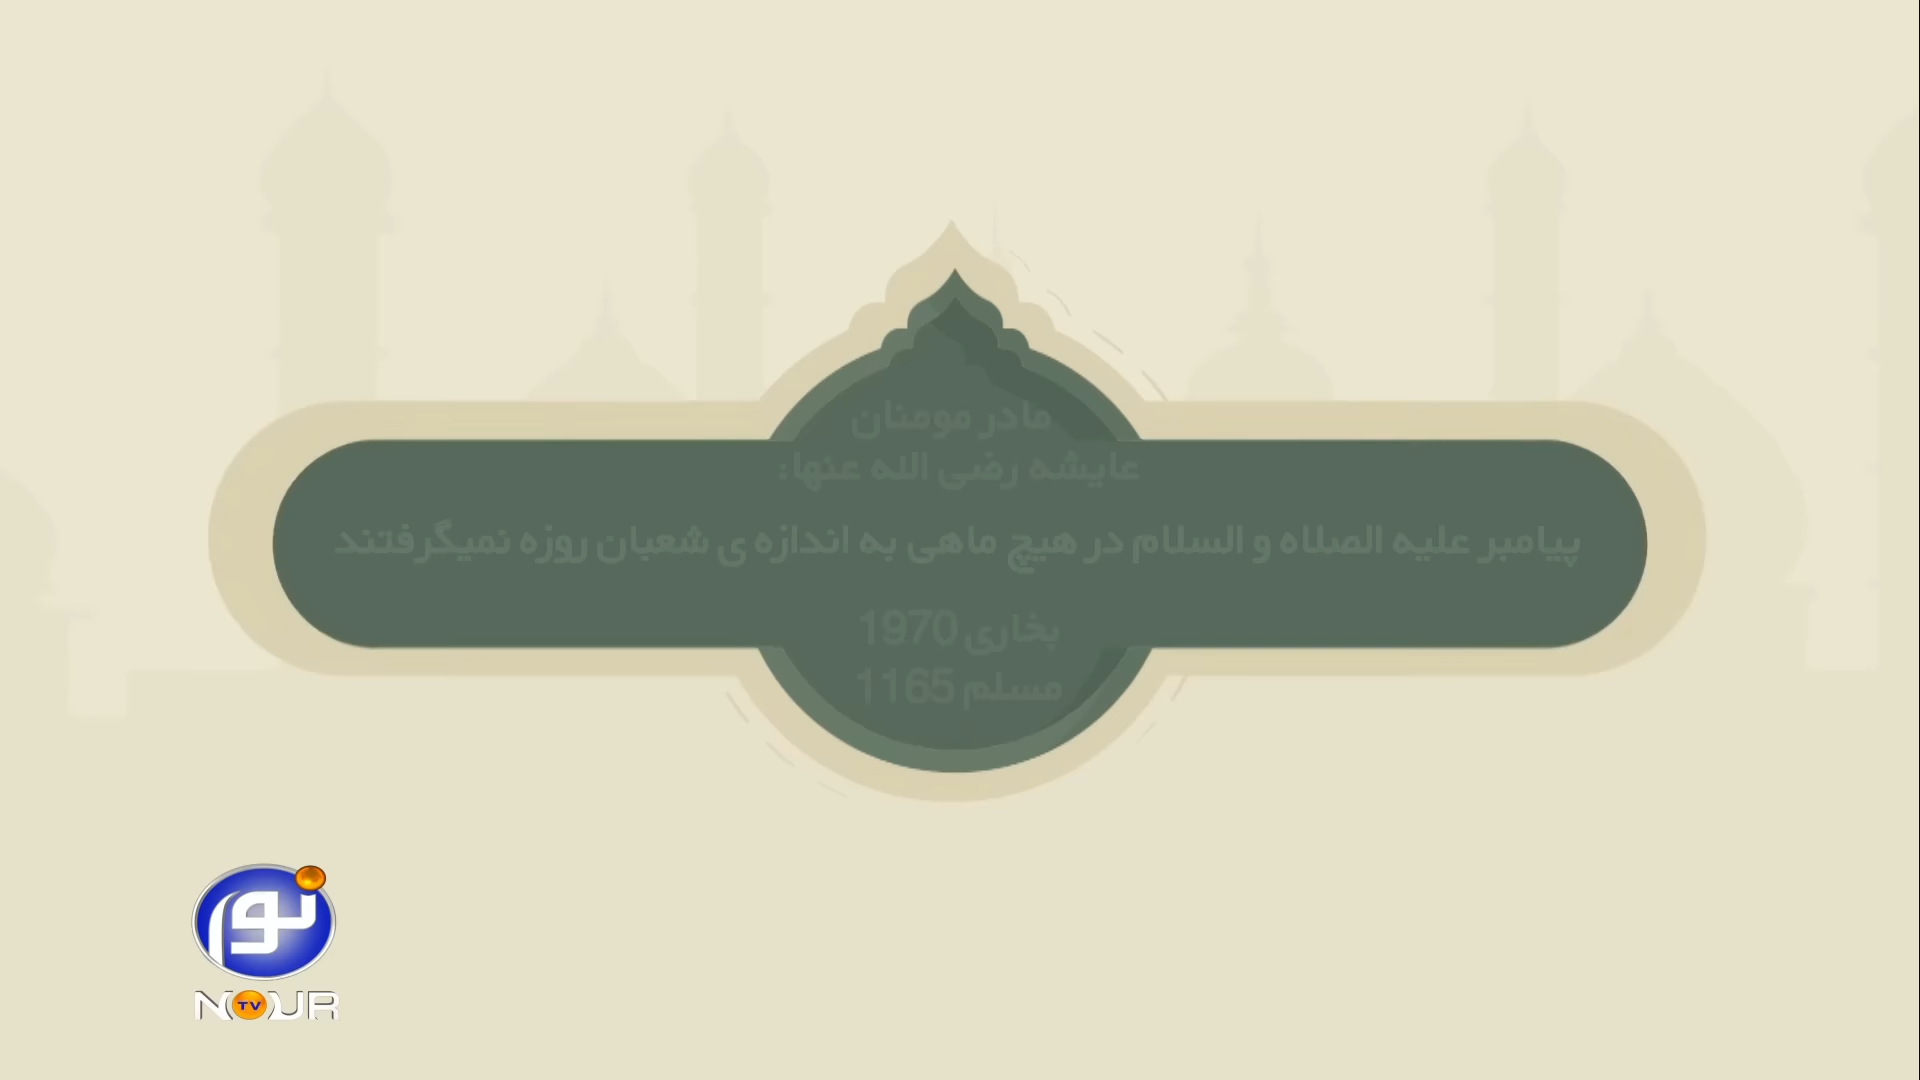 مادر مومنان
عایشه رضی الله عنها:
پیامبر علیه الصلاه و السلام در هیچ ماهی به اندازه ی شعبان روزه نمیگرفتند
بخاری 1970
مسلم 1165
نور
NOUR
TV